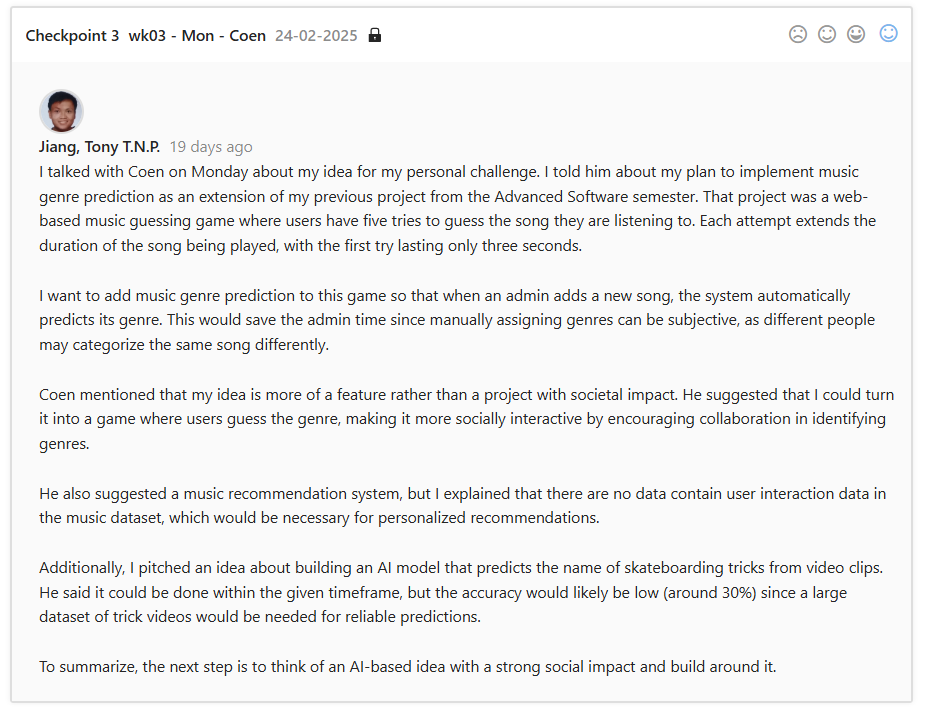 Checkpoint 3 wk03 - Mon - Coen 24-02-2025
Jiang, Tony T.N.P. 19 days ago
I talked with Coen on Monday about my idea for my personal challenge. I told him about my plan to implement music
genre prediction as an extension of my previous project from the Advanced Software semester. That project was a web-
based music guessing game where users have five tries to guess the song they are listening to. Each attempt extends the
duration of the song being played, with the first try lasting only three seconds.
I want to add music genre prediction to this game so that when an admin adds a new song, the system automatically
predicts its genre. This would save the admin time since manually assigning genres can be subjective, as different people
may categorize the same song differently.
Coen mentioned that my idea is more of a feature rather than a project with societal impact. He suggested that I could turn
it into a game where users guess the genre, making it more socially interactive by encouraging collaboration in identifying
genres.
He also suggested a music recommendation system, but I explained that there are no data contain user interaction data in
the music dataset, which would be necessary for personalized recommendations.
Additionally, I pitched an idea about building an AI model that predicts the name of skateboarding tricks from video clips.
He said it could be done within the given timeframe, but the accuracy would likely be low (around 30%) since a large
dataset of trick videos would be needed for reliable predictions.
To summarize, the next step is to think of an AI-based idea with a strong social impact and build around it.